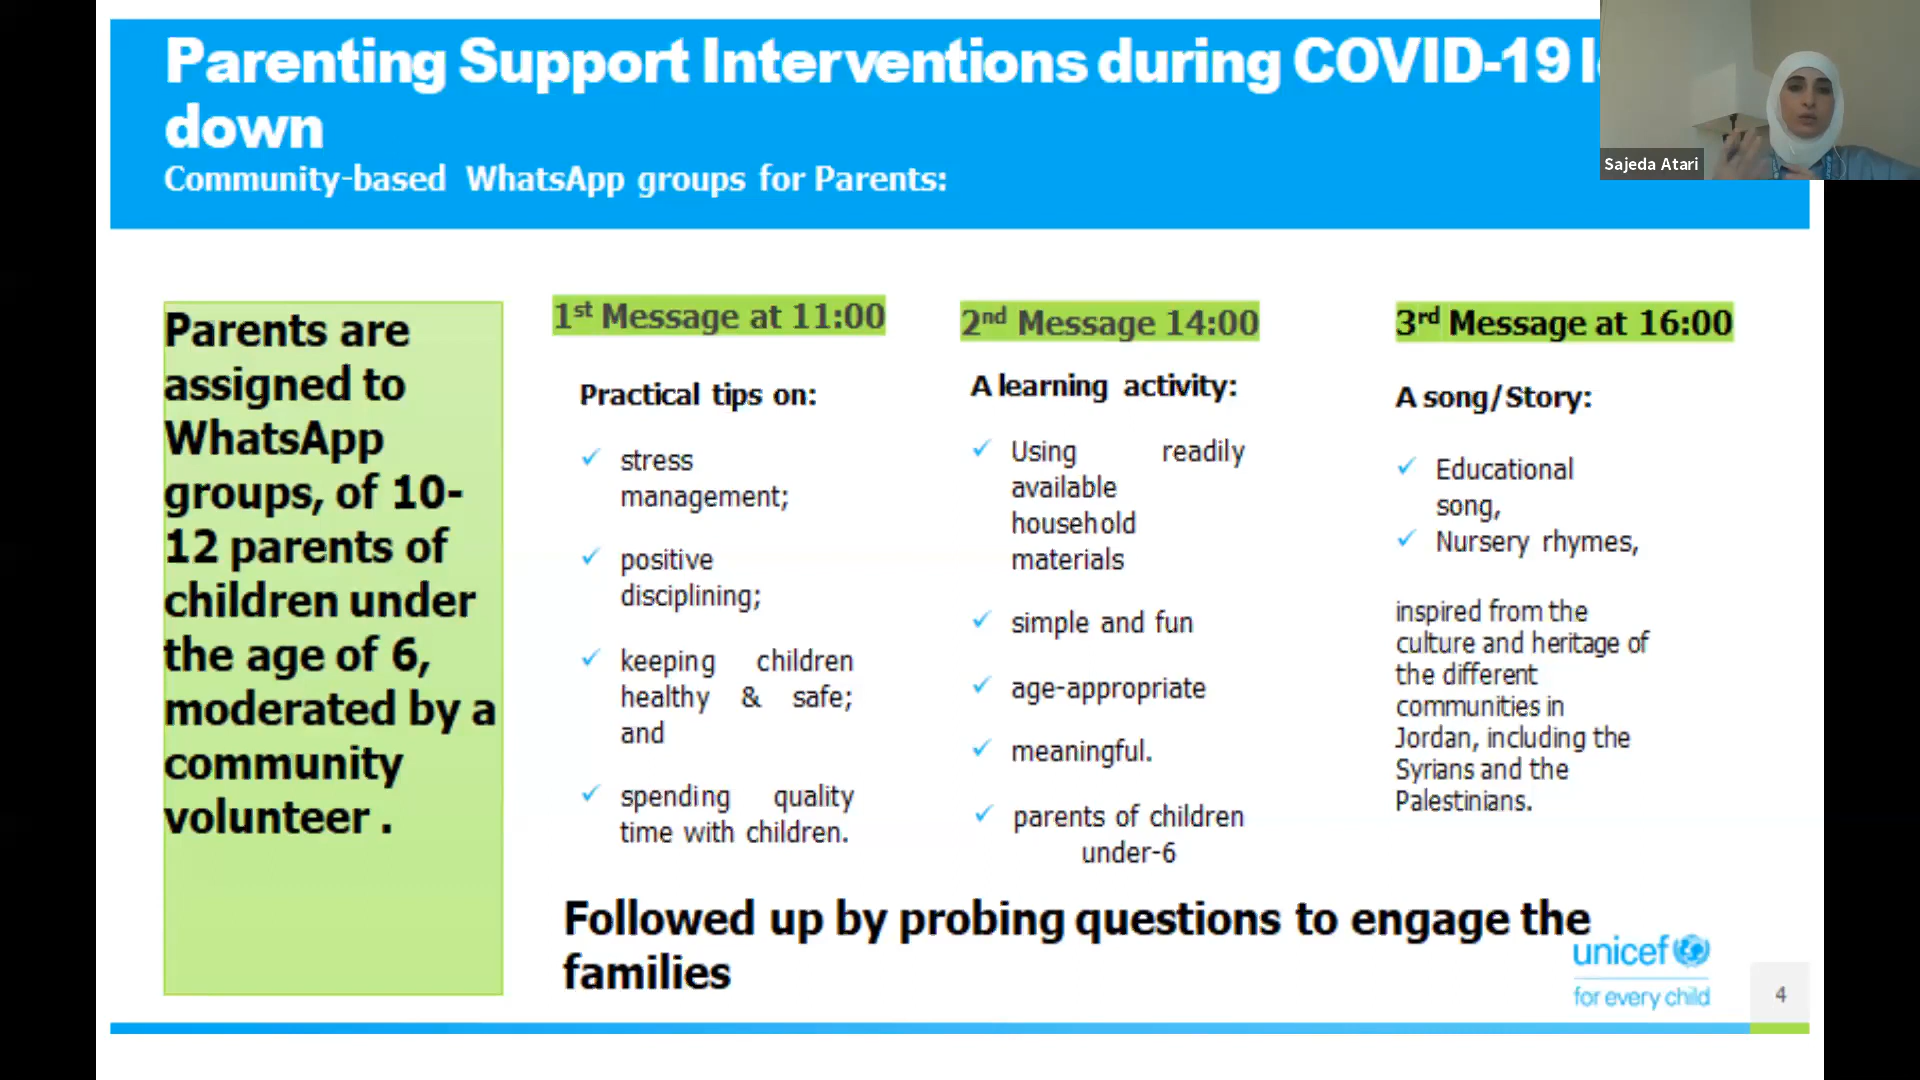 Parenting Support Interventions during COVID-19
down
Community-based WhatsApp groups for Parents:
Sajeda Atari
Parents are
assigned to
WhatsApp
groups, of 10-
12 parents of
children under
the age of 6,
moderated by a
community
volunteer .
1st Message at 11:00
Practical tips on:
✓ stress
management;
✓ positive
disciplining;
✓ keeping children
healthy & safe;
and
✓ spending quality
time with children.
2nd Message 14:00
A learning activity:
✓ Using readily
available
household
materials
✓ simple and fun
✓ age-appropriate
✓ meaningful.
✓ parents of children
under-6
3rd Message at 16:00
A song/Story:
✓ Educational
song,
✓ Nursery rhymes,
inspired from the
culture and heritage of
the different
communities in
Jordan, including the
Syrians and the
Palestinians.
Followed up by probing questions to engage the
families
unicef
for every child
4